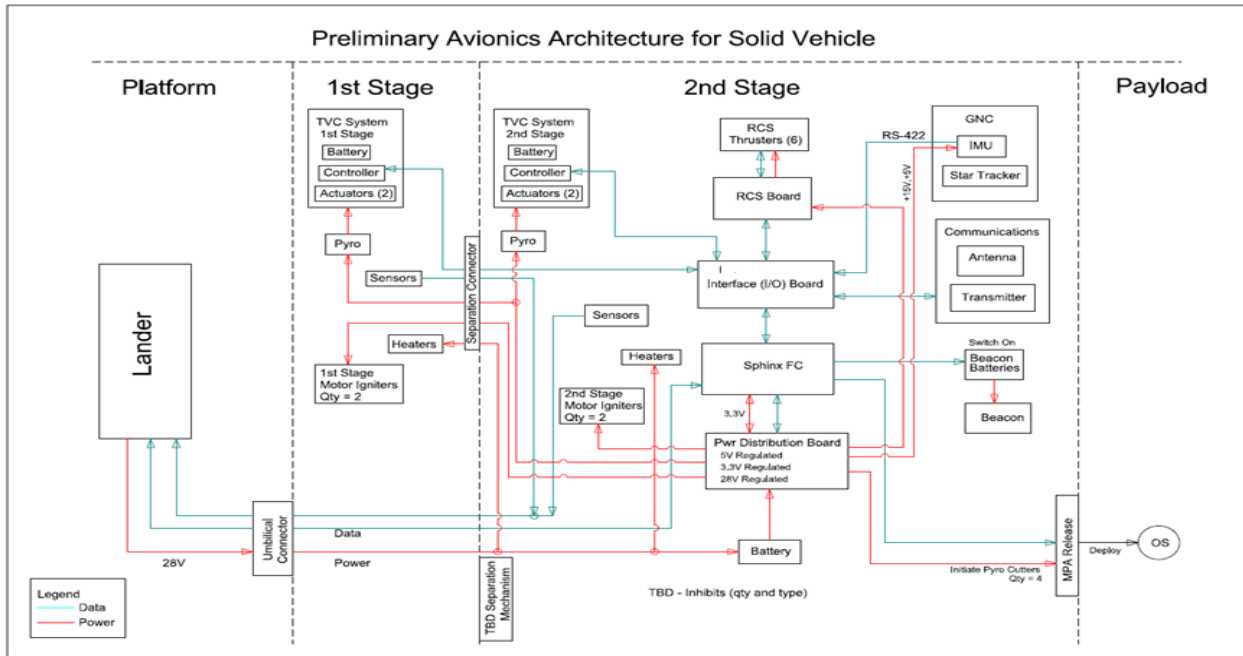 Preliminary Avionics Architecture for Solid Vehicle
Platform
1st Stage
2nd Stage
Payload
Lander
28V
Umbilical
Connector
Data
Power
Legend
Data
Power
TVC System
1st Stage
Battery
Controller
Actuators (2)
Pyro
Sensors
Heaters
1st Stage
Motor Igniters
Qty = 2
Separation Connector
TBD Separation
Mechanism
TVC System
2nd Stage
Battery
Controller
Actuators (2)
Pyro
Sensors
Heaters
2nd Stage
Motor Igniters
Qty = 2
RCS
Thrusters (6)
RCS Board
I
Interface (I/O) Board
Sphinx FC
3,3V
Pwr Distribution Board
5V Regulated
3,3V Regulated
28V Regulated
Battery
TBD - Inhibits (qty and type)
RS-422
+15V,+5V
GNC
IMU
Star Tracker
Communications
Antenna
Transmitter
Switch On
Beacon
Batteries
Beacon
Initiate Pyro Cutters
Qty = 4
MPA Release
Deploy
OS